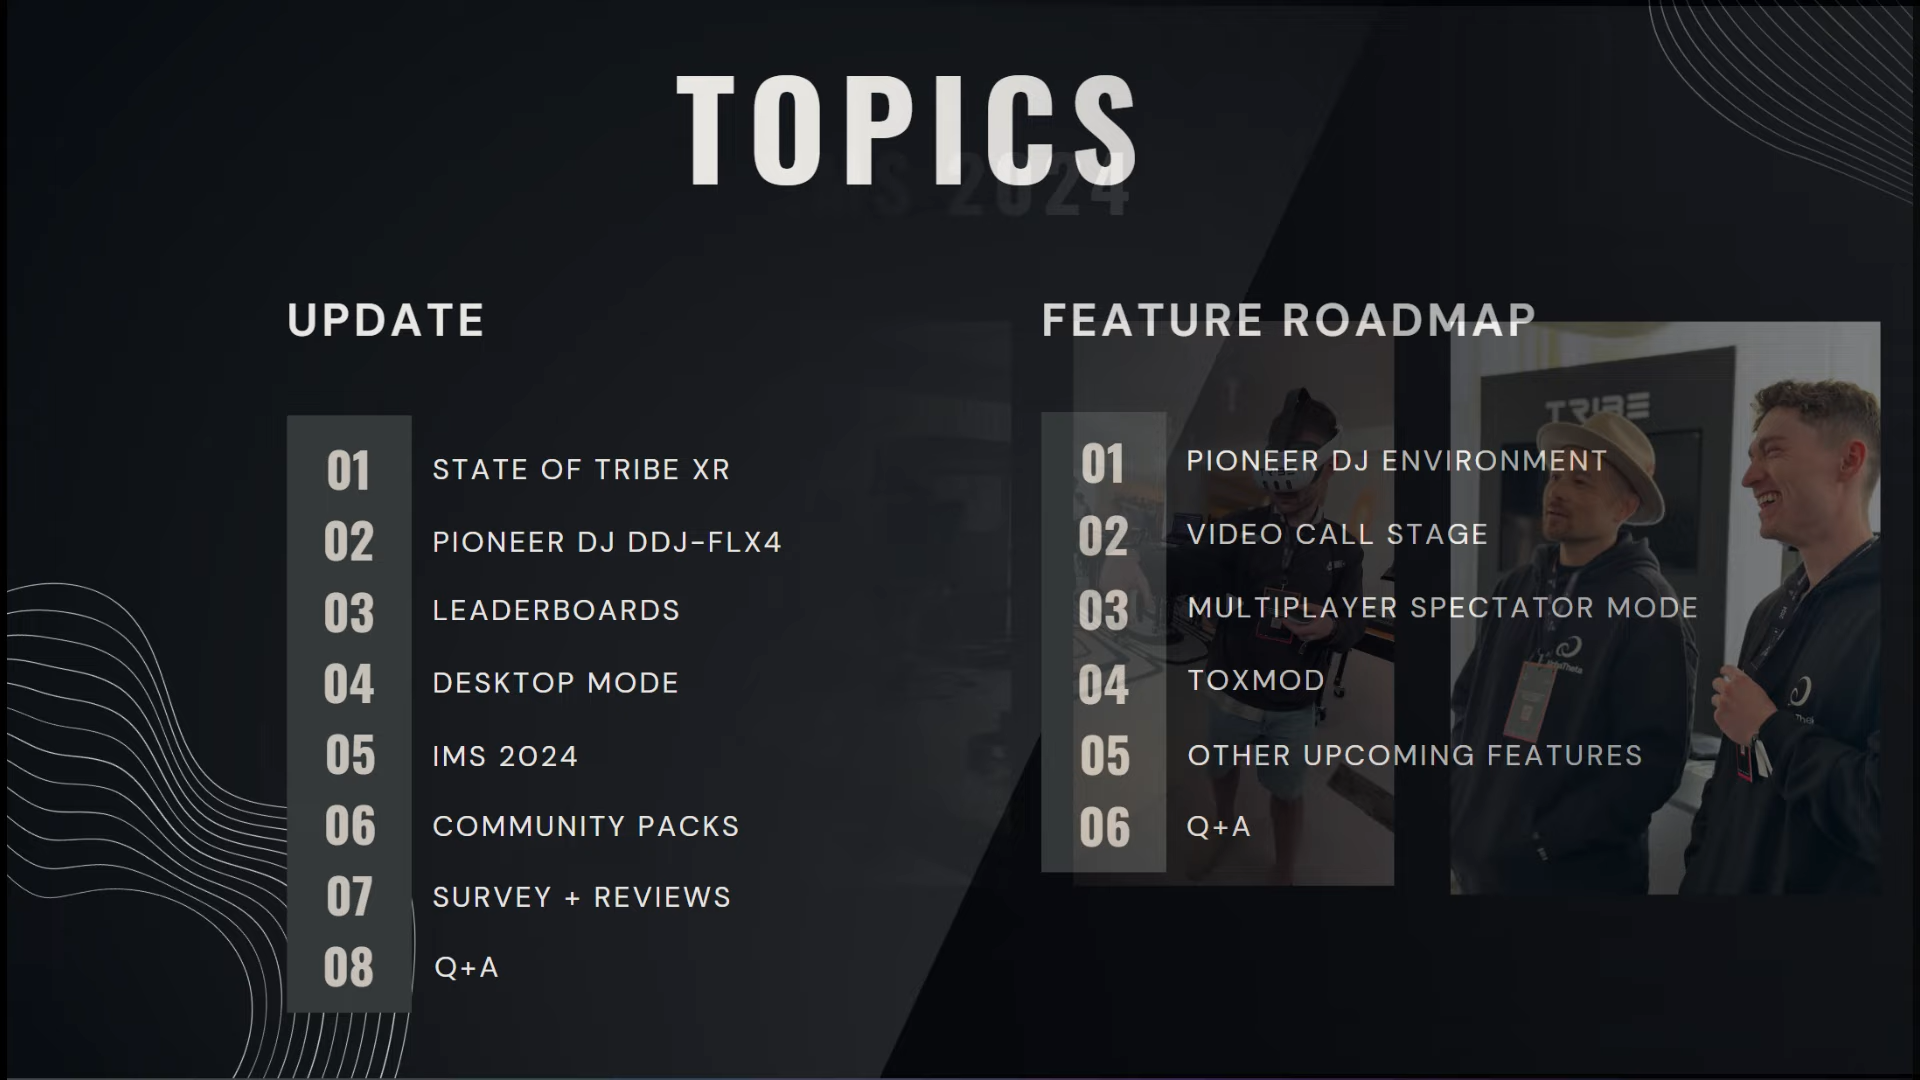 TOPICS
IMS 2024
UPDATE
01 STATE OF TRIBE XR
02 PIONEER DJ DDJ-FLX4
03 LEADERBOARDS
04 DESKTOP MODE
05 IMS 2024
06 COMMUNITY PACKS
07 SURVEY + REVIEWS
08 Q+A
FEATURE ROADMAP
01 PIONEER DJ ENVIRONMENT
02 VIDEO CALL STAGE
03 MULTIPLAYER SPECTATOR MODE
04 TOXMOD
05 OTHER UPCOMING FEATURES
06 Q+A
TRIBE